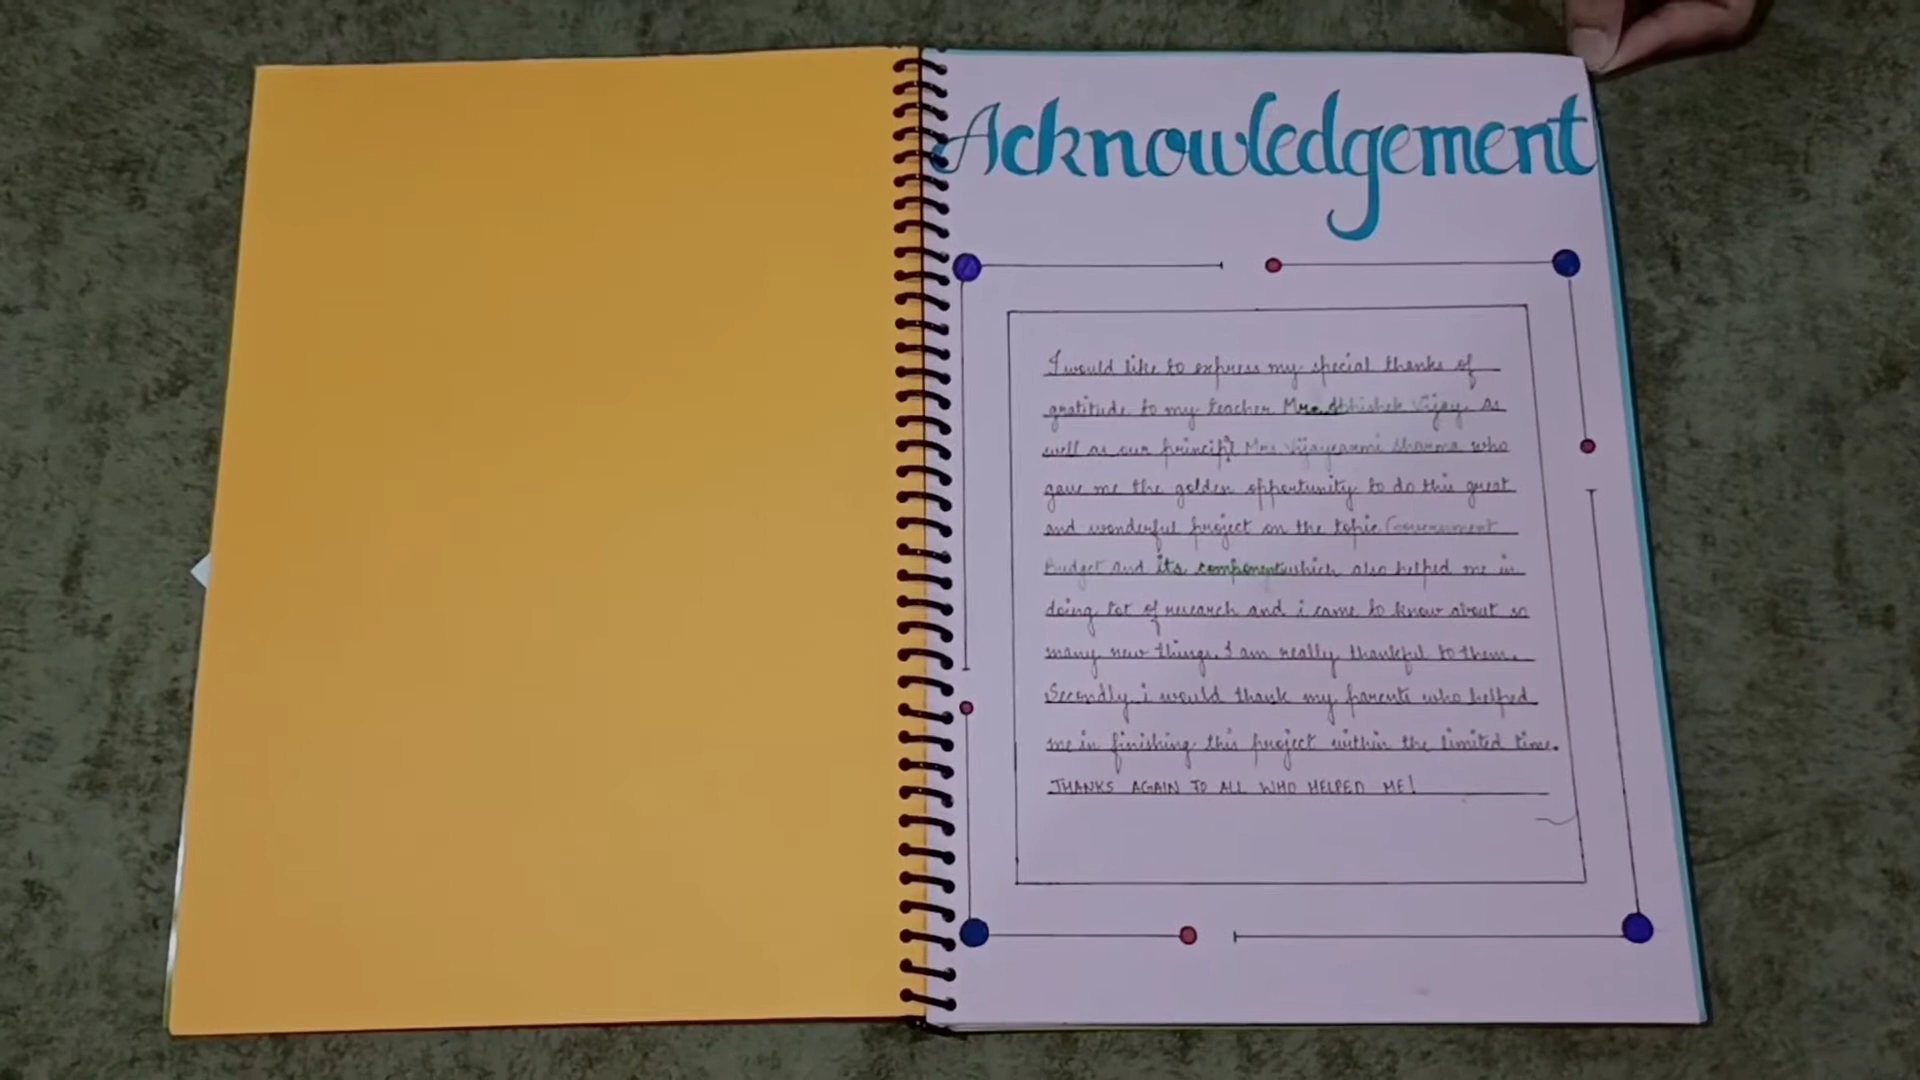 Acknowledgement
I would like to express my special thanks of
gratitude to my teacher Abhishek Vijay as
well as our Mrs. Sharma who
gave me the golden opportunity to do this great
and wonderful project on the topic Government
Budget and its component which also helped me in
doing lot of research and i came to know about so
many new things. I am really thankful to them.
Secondly i would thank my parents who helped
me in finishing this project within the limited time.
THANKS AGAIN TO ALL WHO HELPED ME!